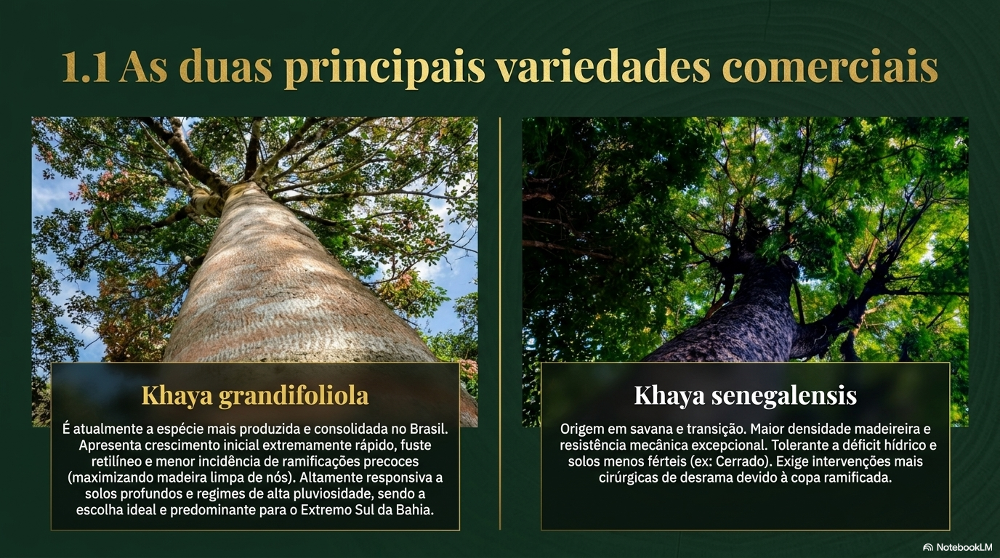 1.1 As duas principais variedades comerciais
Khaya grandifoliola
É atualmente a espécie mais produzida e consolidada no Brasil.
Apresenta crescimento inicial extremamente rápido, fuste
retilíneo e menor incidência de ramificações precoces
(maximizando madeira limpa de nós). Altamente responsiva a
solos profundos e regimes de alta pluviosidade, sendo a
escolha ideal e predominante para o Extremo Sul da Bahia.
Khaya senegalensis
Origem em savana e transição. Maior densidade madeireira e
resistência mecânica excepcional. Tolerante a déficit hídrico e
solos menos férteis (ex: Cerrado). Exige intervenções mais
cirúrgicas de desrama devido à copa ramificada.
NotebookLM